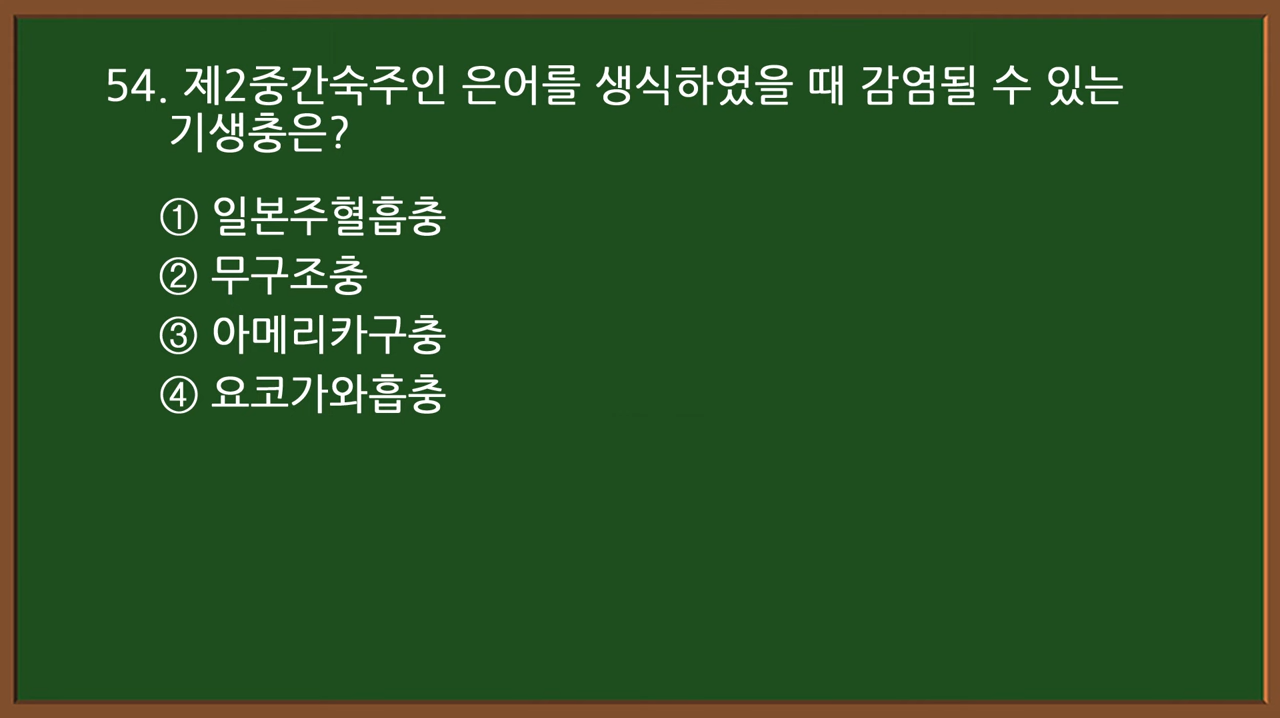 54. 제2중간숙주인 은어를 생식하였을 때 감염될 수 있는
기생충은?
① 일본주혈흡충
② 무구조충
③ 아메리카구충
④ 요코가와흡충